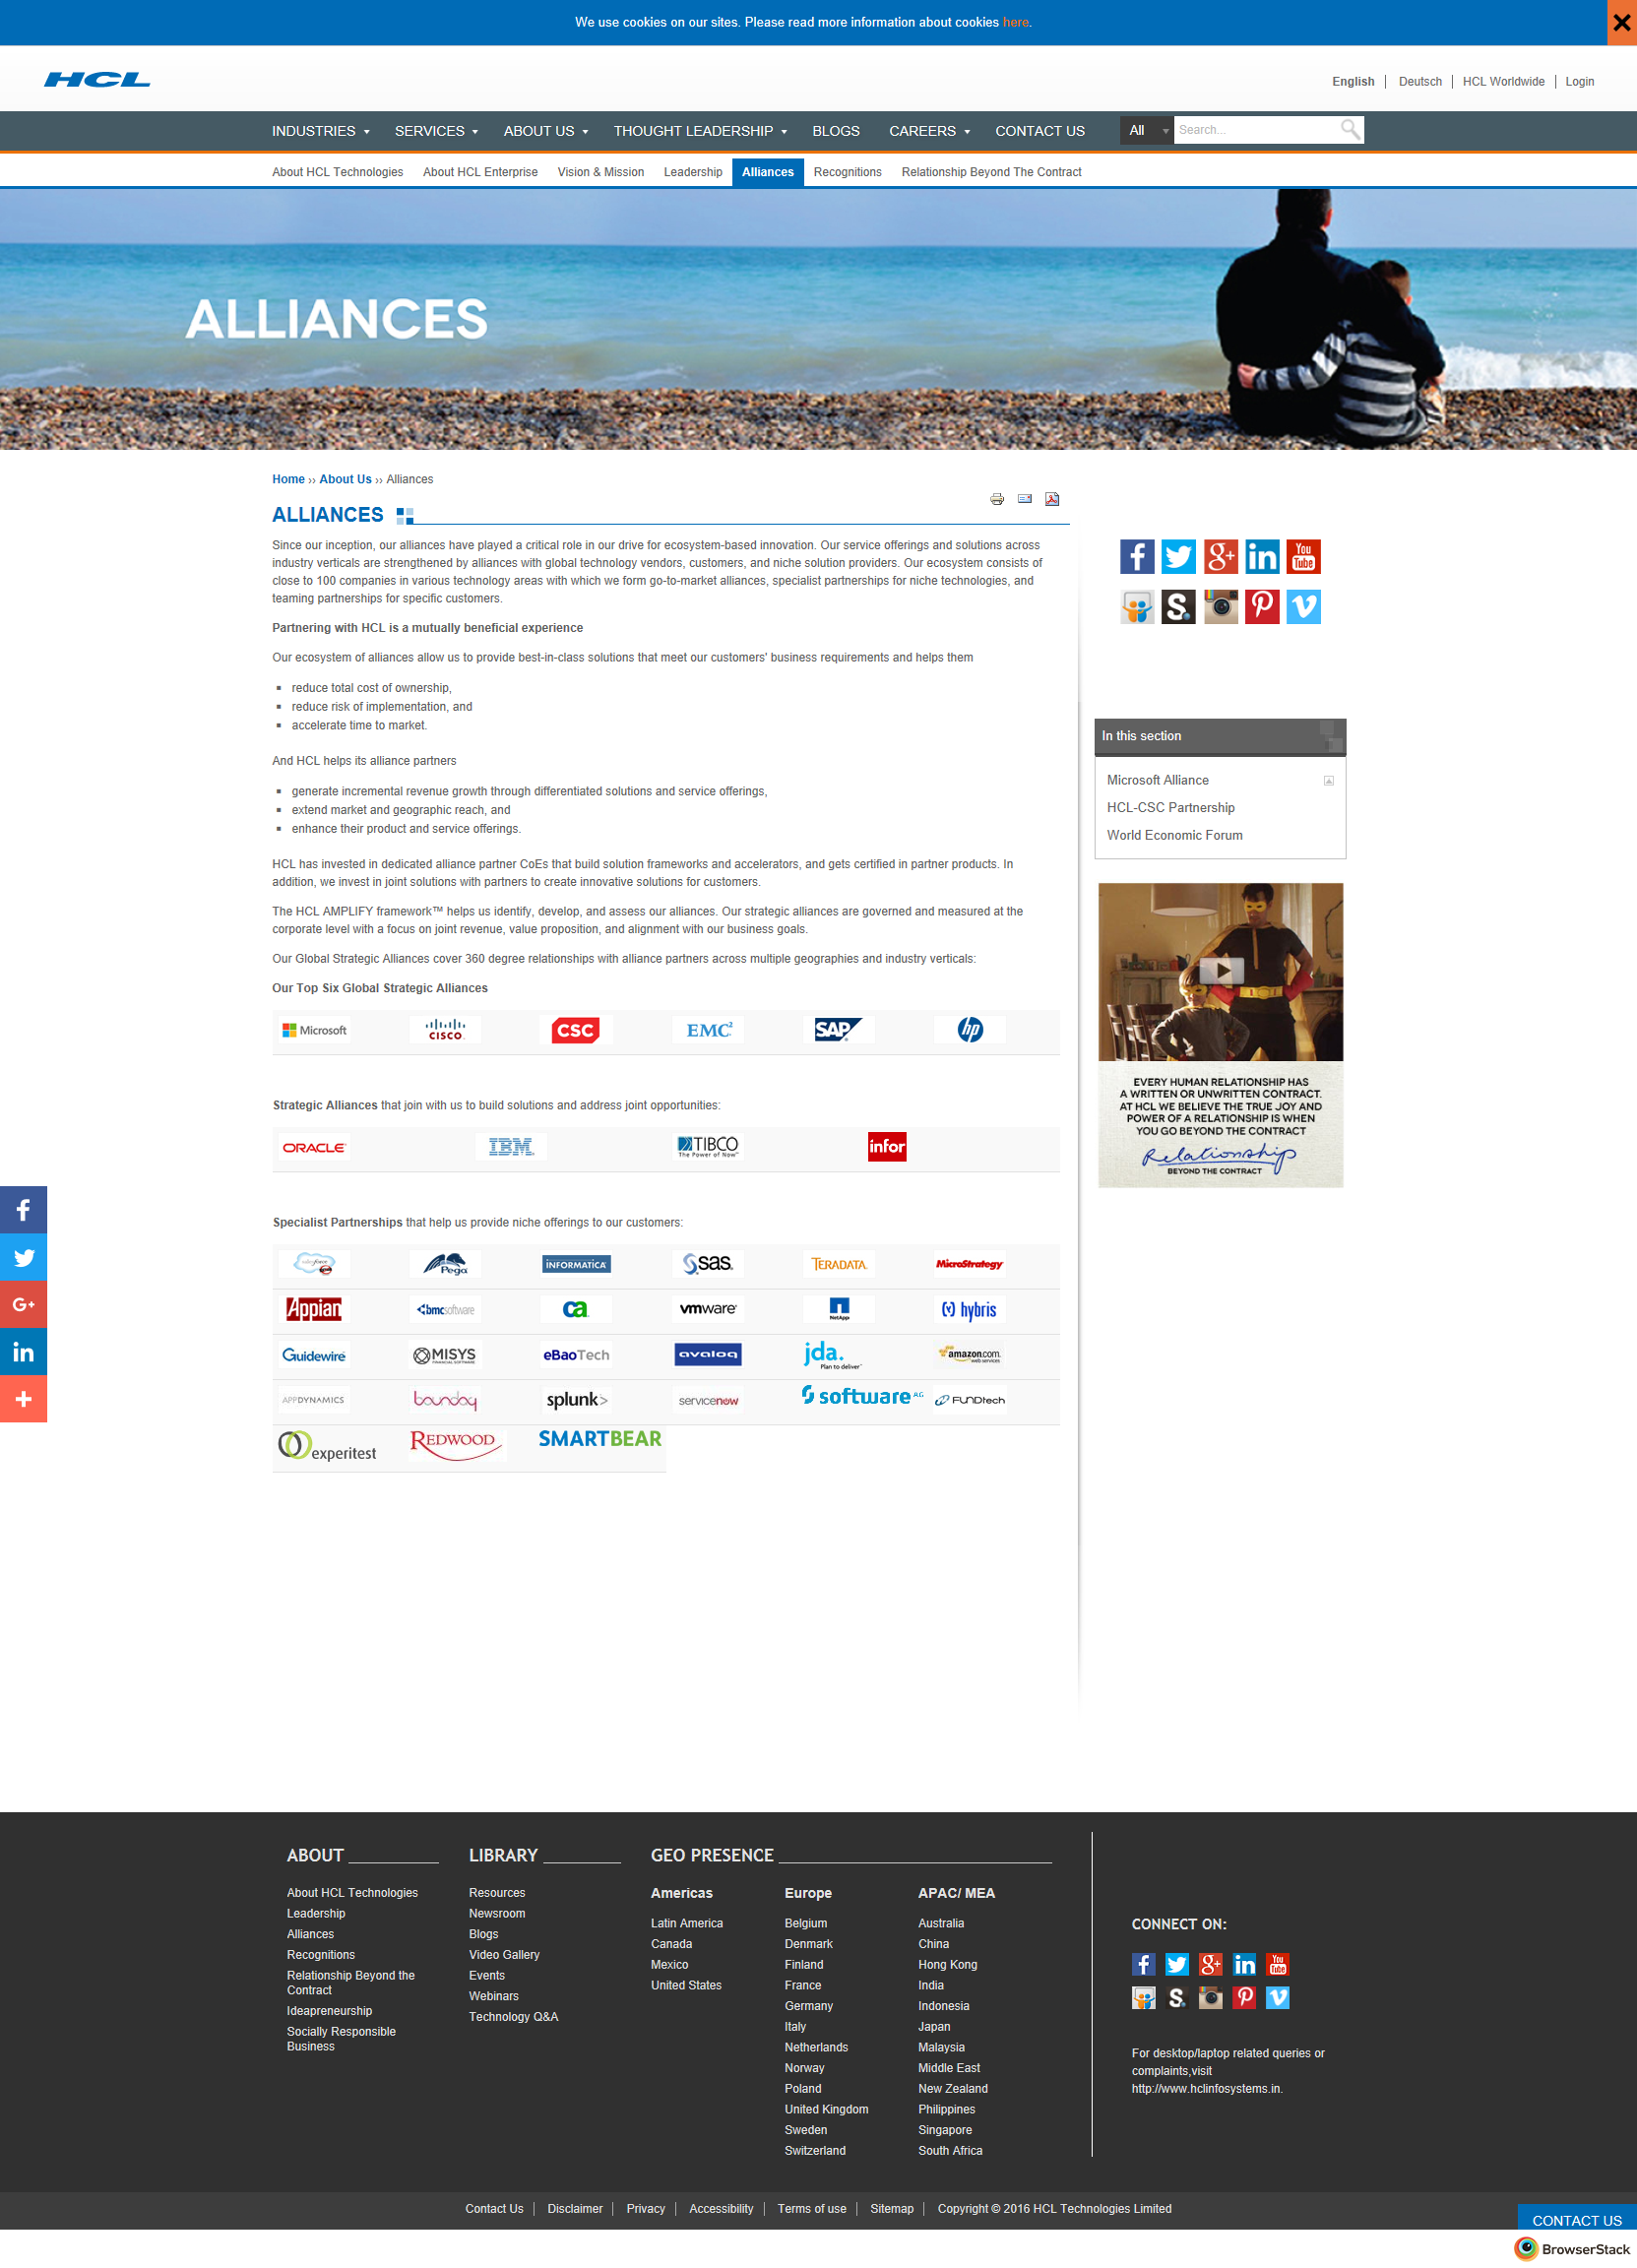 We use cookies on our sites. Please read more information about cookies here.
HCL
English | Deutsch | HCL Worldwide | Login
INDUSTRIES SERVICES ABOUT US THOUGHT LEADERSHIP BLOGS CAREERS CONTACT US All Search...
About HCL Technologies About HCL Enterprise Vision & Mission Leadership Alliances Recognitions Relationship Beyond The Contract
ALLIANCES
Home ›› About Us ›› Alliances
ALLIANCES
Since our inception, our alliances have played a critical role in our drive for ecosystem-based innovation. Our service offerings and solutions across
industry verticals are strengthened by alliances with global technology vendors, customers, and niche solution providers. Our ecosystem consists of
close to 100 companies in various technology areas with which we form go-to-market alliances, specialist partnerships for niche technologies, and
teaming partnerships for specific customers.
Partnering with HCL is a mutually beneficial experience
Our ecosystem of alliances allow us to provide best-in-class solutions that meet our customers' business requirements and helps them
reduce total cost of ownership,
reduce risk of implementation, and
accelerate time to market.
And HCL helps its alliance partners
generate incremental revenue growth through differentiated solutions and service offerings,
extend market and geographic reach, and
enhance their product and service offerings.
HCL has invested in dedicated alliance partner CoEs that build solution frameworks and accelerators, and gets certified in partner products. In
addition, we invest in joint solutions with partners to create innovative solutions for customers.
The HCL AMPLIFY framework™ helps us identify, develop, and assess our alliances. Our strategic alliances are governed and measured at the
corporate level with a focus on joint revenue, value proposition, and alignment with our business goals.
Our Global Strategic Alliances cover 360 degree relationships with alliance partners across multiple geographies and industry verticals:
Our Top Six Global Strategic Alliances
Microsoft CISCO CSC EMC² SAP hp
Strategic Alliances that join with us to build solutions and address joint opportunities:
ORACLE IBM TIBCO The Power of Now infor
Specialist Partnerships that help us provide niche offerings to our customers:
salesforce Pega INFORMATICA sas TERADATA MicroStrategy
Appian bmcsoftware ca vmware NetApp hybris
Guidewire MISYS FINANCIAL SOFTWARE eBaoTech avaloq jda. Plan to deliver amazon.com web services
APPDYNAMICS boundary splunk> servicenow software AG FUNDtech
experitest REDWOOD SMARTBEAR
You Tube
In this section
Microsoft Alliance
HCL-CSC Partnership
World Economic Forum
EVERY HUMAN RELATIONSHIP HAS
A WRITTEN OR UNWRITTEN CONTRACT.
AT HCL WE BELIEVE THE TRUE JOY AND
POWER OF A RELATIONSHIP IS WHEN
YOU GO BEYOND THE CONTRACT
Relationship
BEYOND THE CONTRACT
ABOUT
About HCL Technologies
Leadership
Alliances
Recognitions
Relationship Beyond the
Contract
Ideapreneurship
Socially Responsible
Business
LIBRARY
Resources
Newsroom
Blogs
Video Gallery
Events
Webinars
Technology Q&A
GEO PRESENCE
Americas
Latin America
Canada
Mexico
United States
Europe
Belgium
Denmark
Finland
France
Germany
Italy
Netherlands
Norway
Poland
United Kingdom
Sweden
Switzerland
APAC/ MEA
Australia
China
Hong Kong
India
Indonesia
Japan
Malaysia
Middle East
New Zealand
Philippines
Singapore
South Africa
CONNECT ON:
You Tube
For desktop/laptop related queries or
complaints,visit
http://www.hclinfosystems.in.
Contact Us | Disclaimer | Privacy | Accessibility | Terms of use | Sitemap | Copyright © 2016 HCL Technologies Limited
CONTACT US
BrowserStack